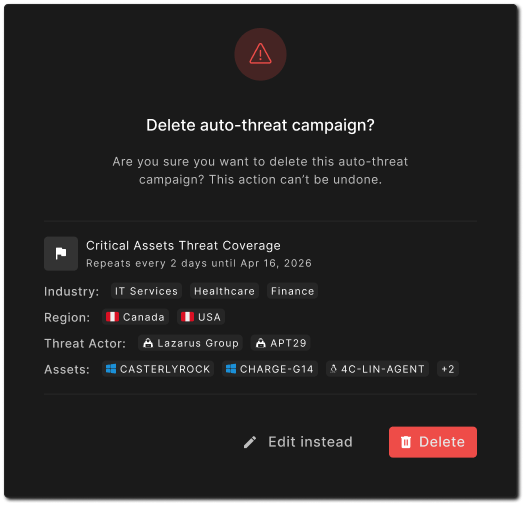 Delete auto-threat campaign?
Are you sure you want to delete this auto-threat
campaign? This action can’t be undone.
Critical Assets Threat Coverage
Repeats every 2 days until Apr 16, 2026
Industry: IT Services Healthcare Finance
Region: Canada USA
Threat Actor: Lazarus Group APT29
Assets: CASTERLYROCK CHARGE-G14 4C-LIN-AGENT +2
Edit instead Delete